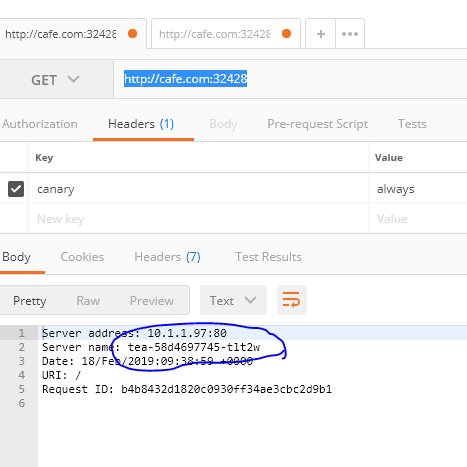 http://cafe.com:32428 http://cafe.com:32428 + •••
GET http://cafe.com:32428
Authorization Headers (1) Body Pre-request Script Tests
Key Value
canary always
New key Value
Body Cookies Headers (7) Test Results
Pretty Raw Preview Text
1 Server address: 10.1.1.97:80
2 Server name: tea-58d4697745-tlt2w
3 Date: 18/Feb/2019:09:38:59 +0000
4 URI: /
5 Request ID: b4b8432d1820c0930ff34ae3cbc2d9b1
6